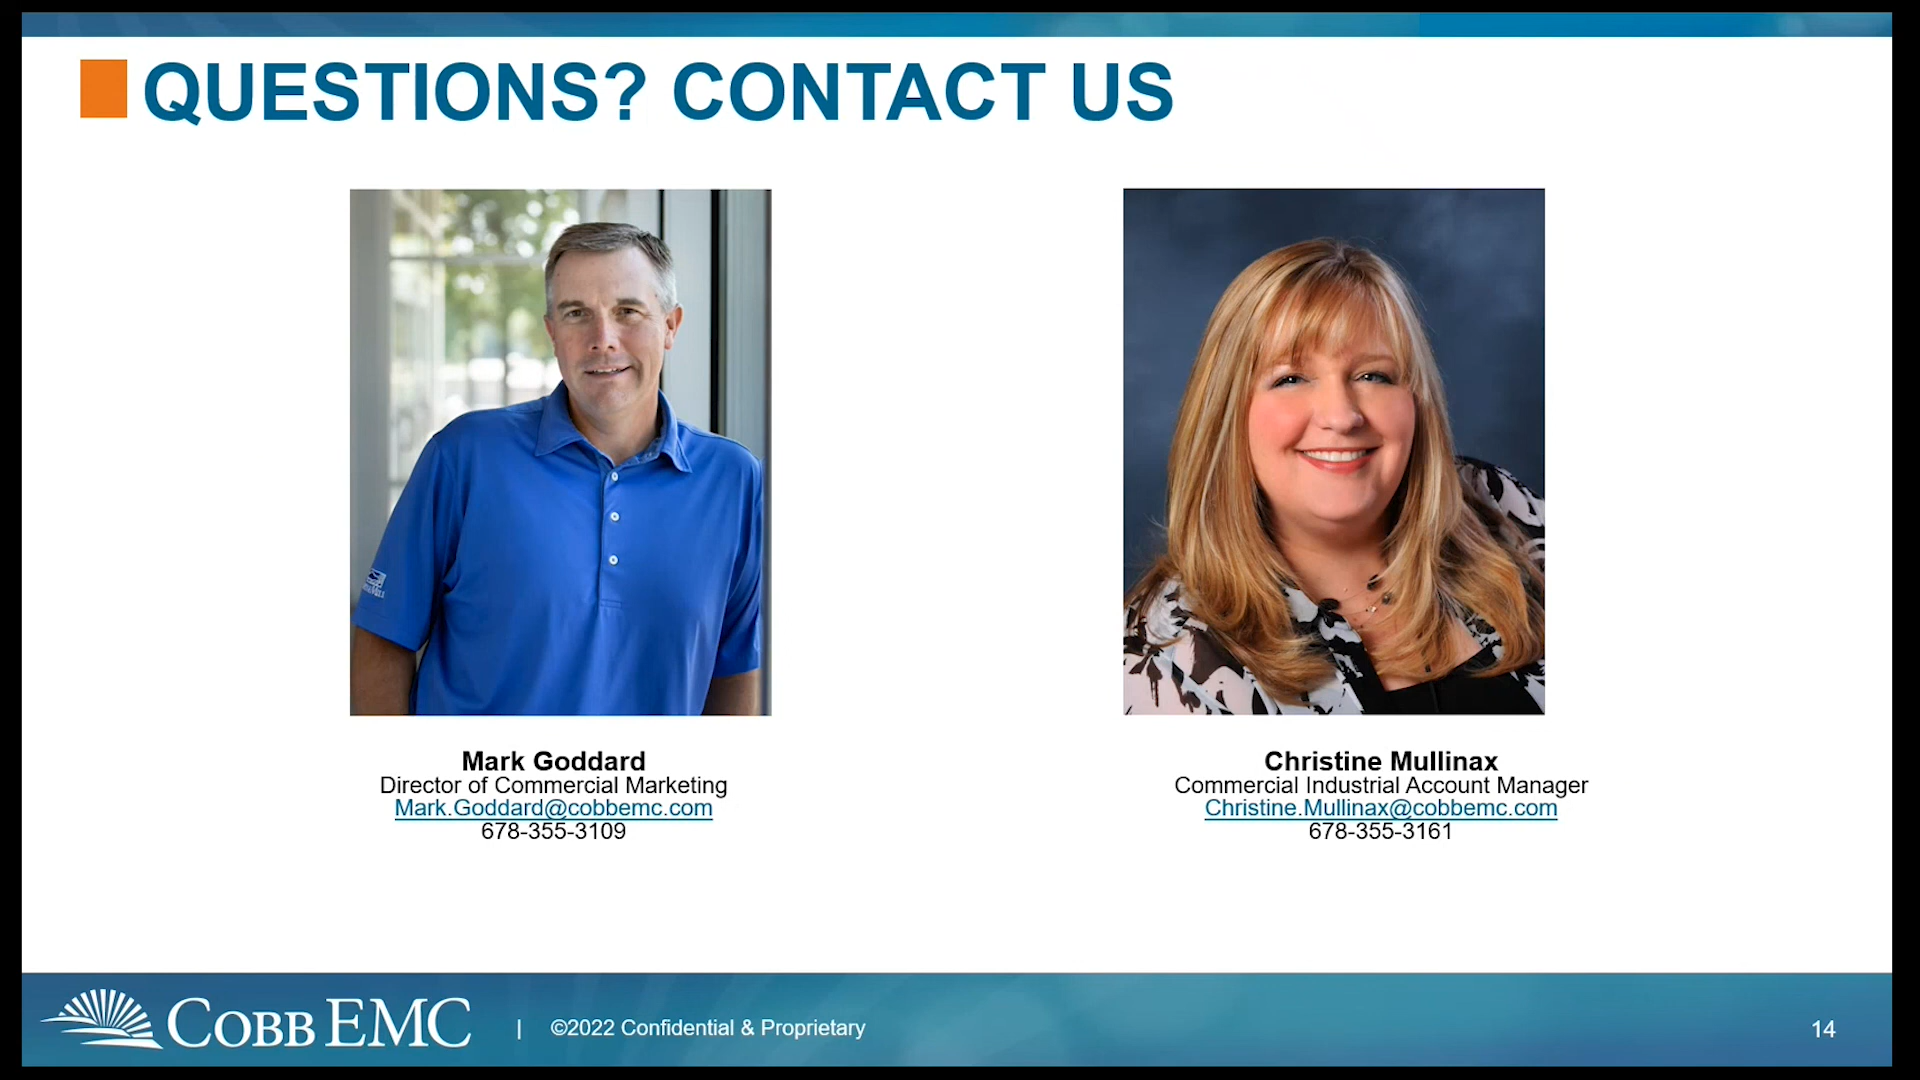 QUESTIONS? CONTACT US
Mark Goddard
Director of Commercial Marketing
Mark.Goddard@cobbemc.com
678-355-3109
Christine Mullinax
Commercial Industrial Account Manager
Christine.Mullinax@cobbemc.com
678-355-3161
COBB EMC | ©2022 Confidential & Proprietary 14